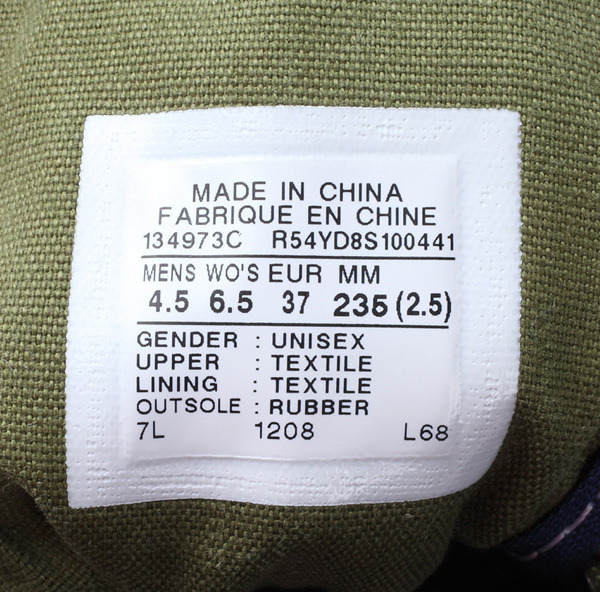 MADE IN CHINA
FABRIQUE EN CHINE
134973C R54YD8S100441
MENS WO'S EUR MM
4.5 6.5 37 235 (2.5)
GENDER : UNISEX
UPPER : TEXTILE
LINING : TEXTILE
OUTSOLE : RUBBER
7L 1208 L68